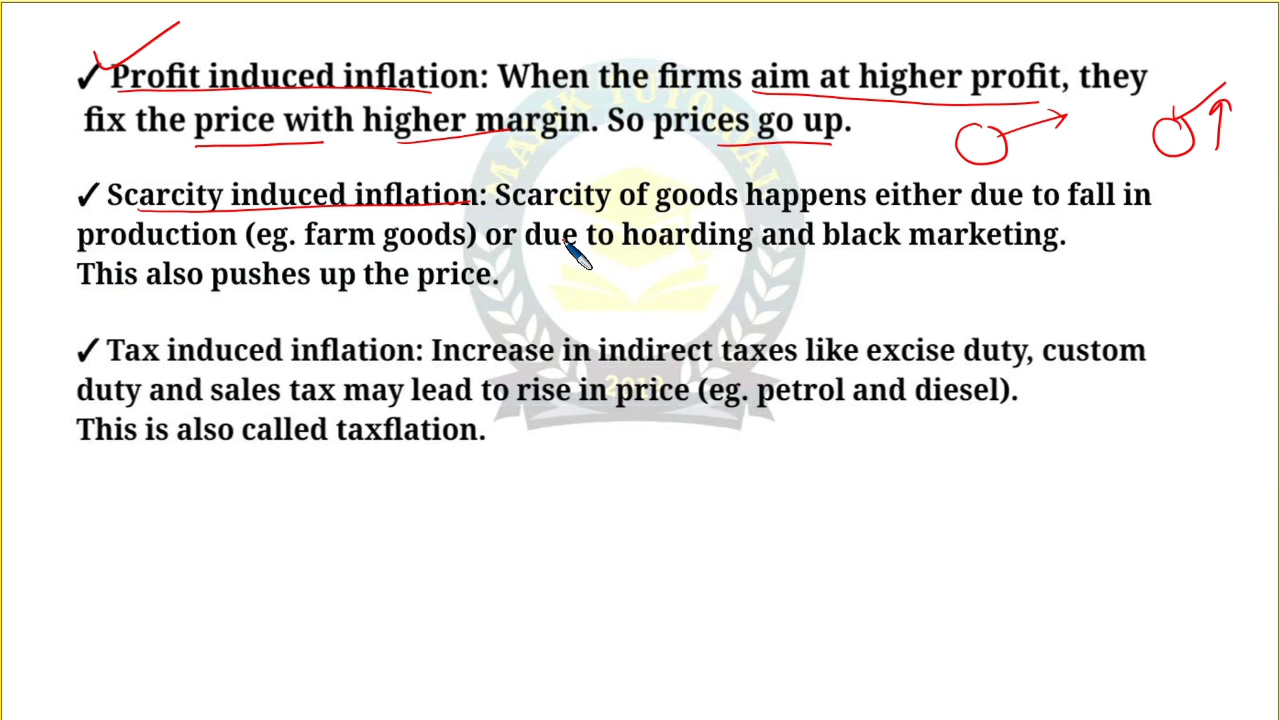 ✓ Profit induced inflation: When the firms aim at higher profit, they
fix the price with higher margin. So prices go up.
✓ Scarcity induced inflation: Scarcity of goods happens either due to fall in
production (eg. farm goods) or due to hoarding and black marketing.
This also pushes up the price.
✓ Tax induced inflation: Increase in indirect taxes like excise duty, custom
duty and sales tax may lead to rise in price (eg. petrol and diesel).
This is also called taxflation.